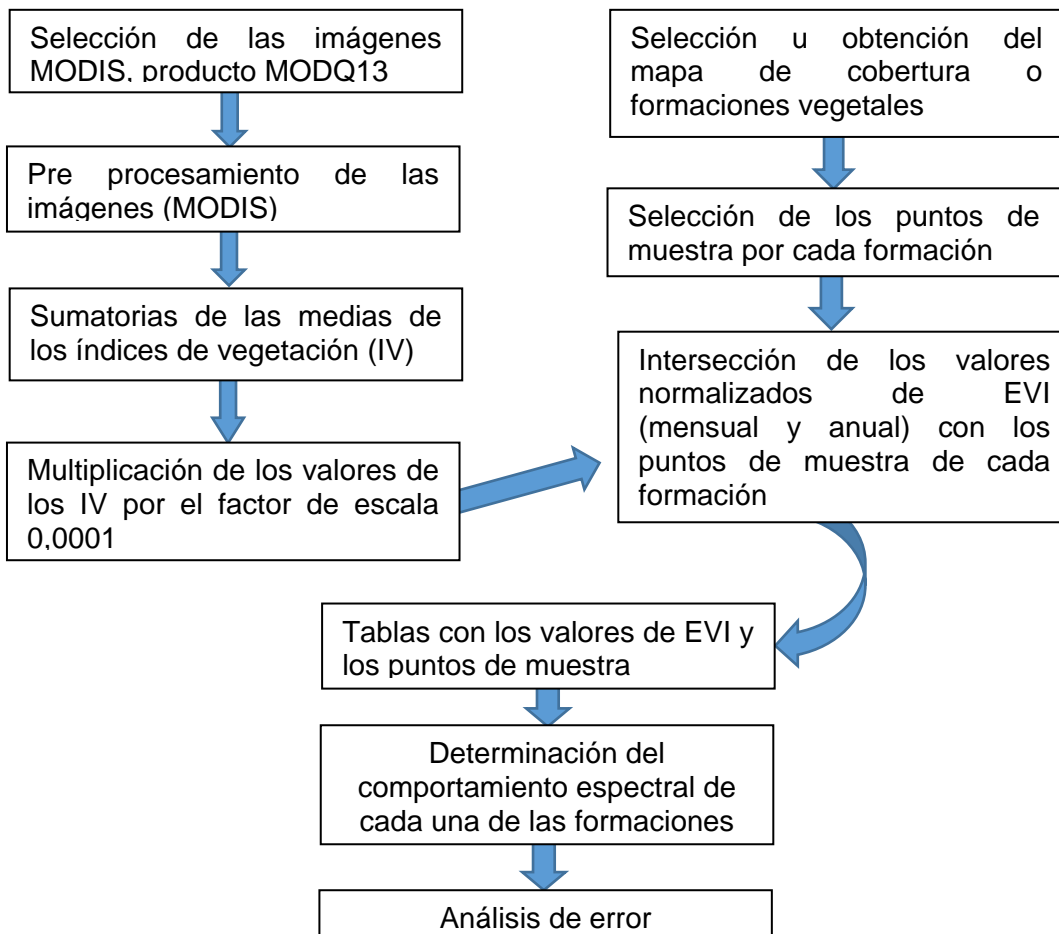 Selección de las imágenes
MODIS, producto MODQ13
Pre procesamiento de las
imágenes (MODIS)
Sumatorias de las medias de
los índices de vegetación (IV)
Multiplicación de los valores de
los IV por el factor de escala
0,0001
Selección u obtención del
mapa de cobertura o
formaciones vegetales
Selección de los puntos de
muestra por cada formación
Intersección de los valores
normalizados de EVI
(mensual y anual) con los
puntos de muestra de cada
formación
Tablas con los valores de EVI y
los puntos de muestra
Determinación del
comportamiento espectral de
cada una de las formaciones
Análisis de error